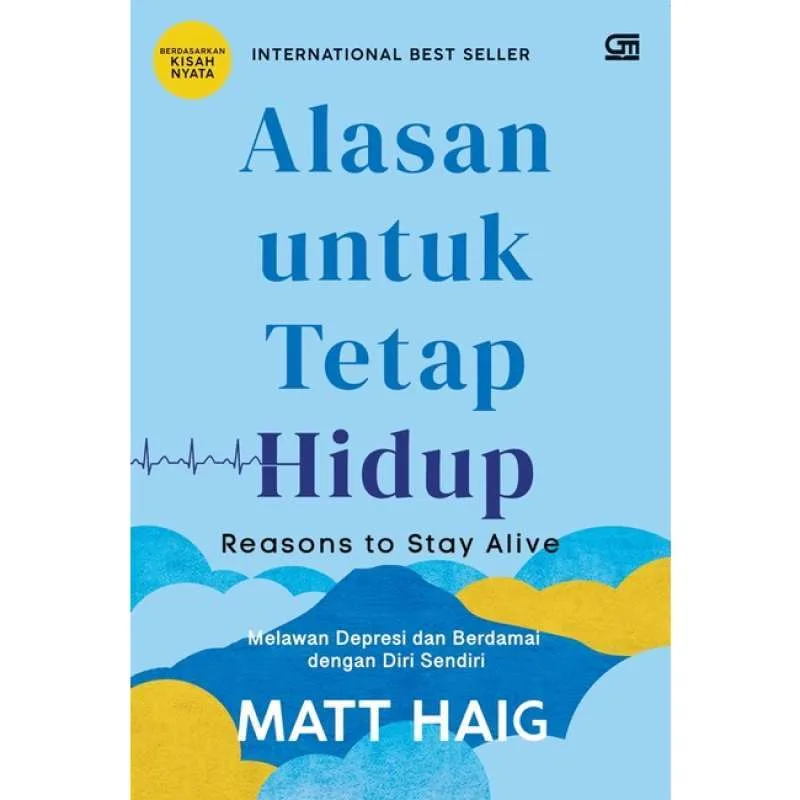 BERDASARKAN
KISAH
NYATA
INTERNATIONAL BEST SELLER
GM
Alasan
untuk
Tetap
Hidup
Reasons to Stay Alive
Melawan Depresi dan Berdamai
dengan Diri Sendiri
MATT HAIG